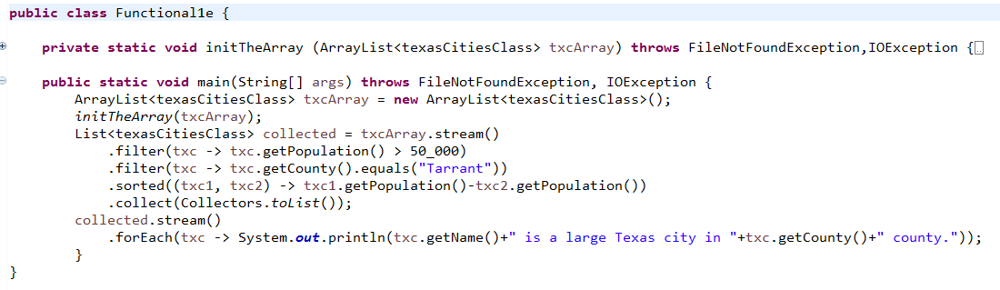 public class Functional1e {
private static void initTheArray (ArrayList<texasCitiesClass> txcArray) throws FileNotFoundException,IOException {
public static void main(String[] args) throws FileNotFoundException, IOException {
ArrayList<texasCitiesClass> txcArray = new ArrayList<texasCitiesClass>();
initTheArray(txcArray);
List<texasCitiesClass> collected = txcArray.stream()
.filter(txc -> txc.getPopulation() > 50_000)
.filter(txc -> txc.getCounty().equals("Tarrant"))
.sorted((txc1, txc2) -> txc1.getPopulation()-txc2.getPopulation())
.collect(Collectors.toList());
collected.stream()
.forEach(txc -> System.out.println(txc.getName()+" is a large Texas city in "+txc.getCounty()+" county."));
}
}